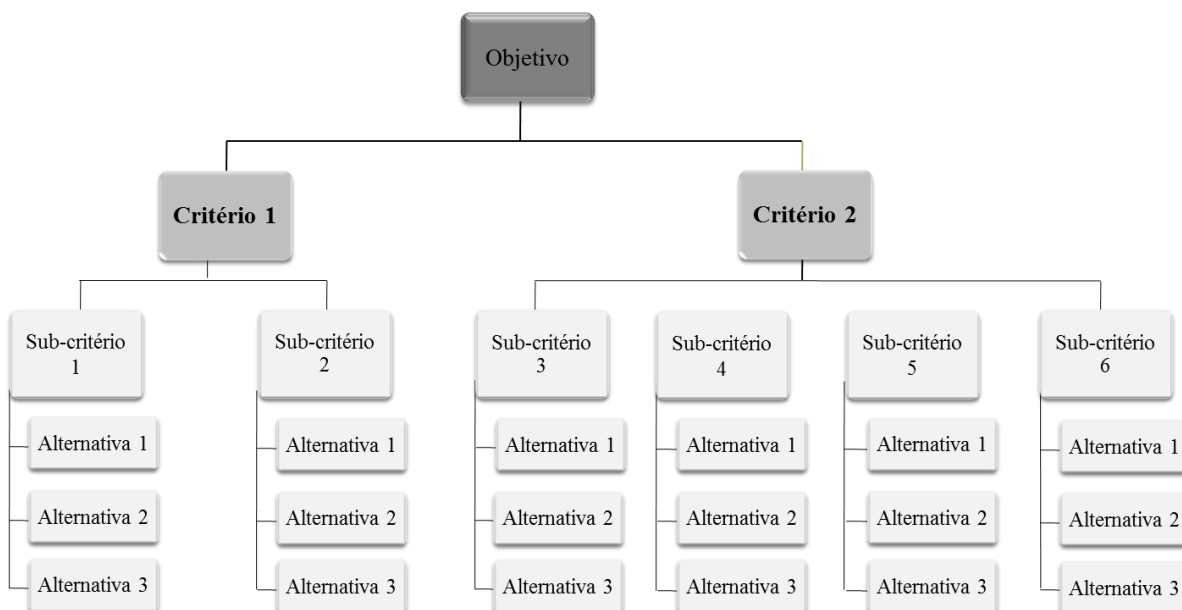 Objetivo
Critério 1
Critério 2
Sub-critério
1
Sub-critério
2
Sub-critério
3
Sub-critério
4
Sub-critério
5
Sub-critério
6
Alternativa 1
Alternativa 1
Alternativa 1
Alternativa 1
Alternativa 1
Alternativa 1
Alternativa 2
Alternativa 2
Alternativa 2
Alternativa 2
Alternativa 2
Alternativa 2
Alternativa 3
Alternativa 3
Alternativa 3
Alternativa 3
Alternativa 3
Alternativa 3